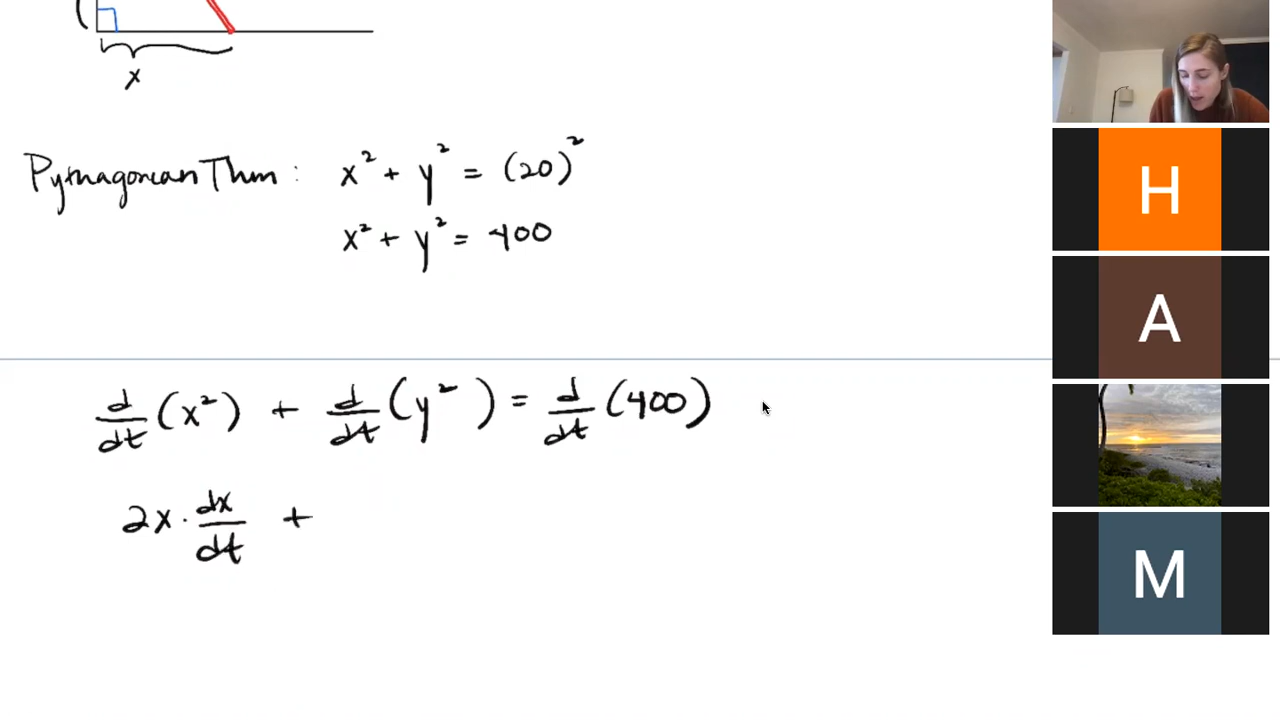 x
Pythagorean Thm : x² + y² = (20)²
x² + y² = 400
d/dt (x²) + d/dt (y²) = d/dt (400)
2x · dx/dt +
H
A
M